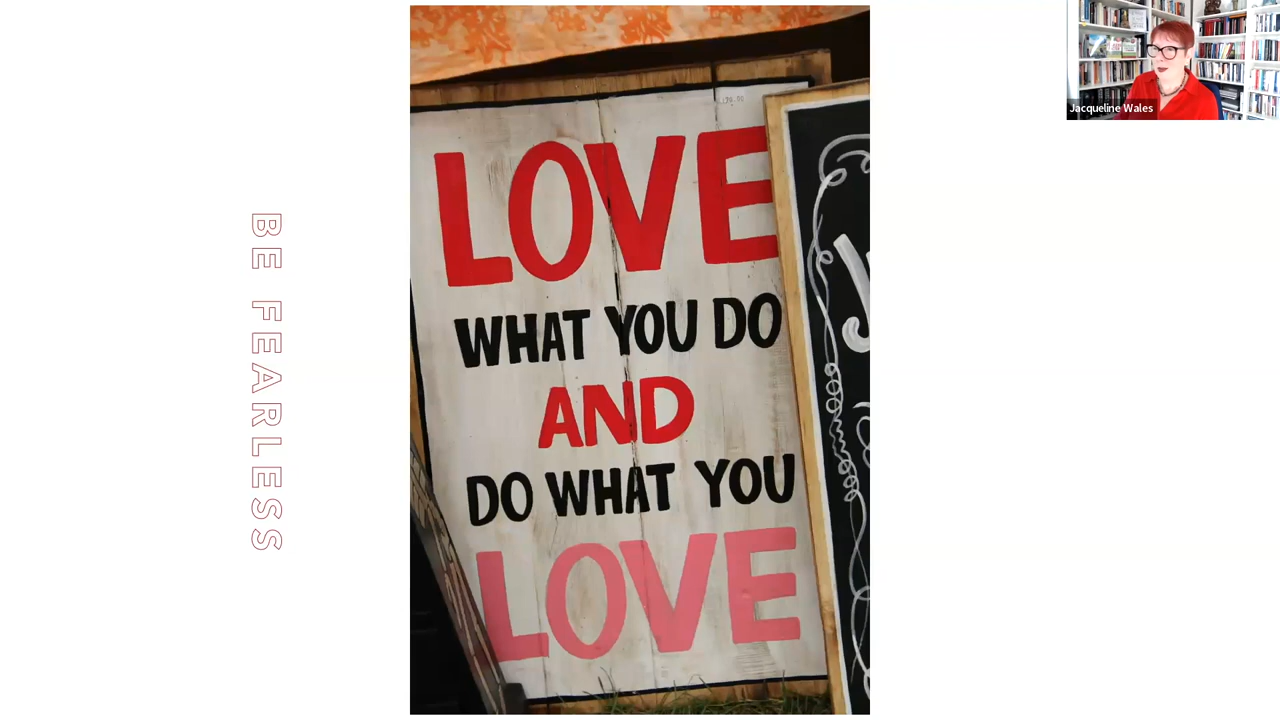 BE FEARLESS
LOVE
WHAT YOU DO
AND
DO WHAT YOU
LOVE
Jacqueline Wales